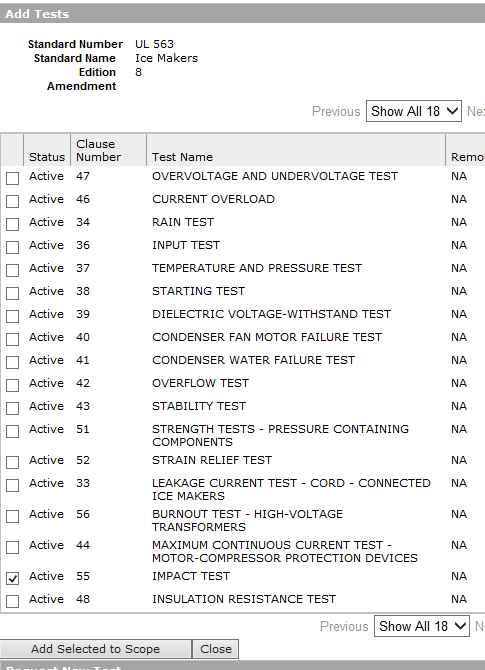 Add Tests
Standard Number UL 563
Standard Name Ice Makers
Edition 8
Amendment
Previous Show All 18
Status Clause Number Test Name
Active 47 OVERVOLTAGE AND UNDERVOLTAGE TEST NA
Active 46 CURRENT OVERLOAD NA
Active 34 RAIN TEST NA
Active 36 INPUT TEST NA
Active 37 TEMPERATURE AND PRESSURE TEST NA
Active 38 STARTING TEST NA
Active 39 DIELECTRIC VOLTAGE-WITHSTAND TEST NA
Active 40 CONDENSER FAN MOTOR FAILURE TEST NA
Active 41 CONDENSER WATER FAILURE TEST NA
Active 42 OVERFLOW TEST NA
Active 43 STABILITY TEST NA
Active 51 STRENGTH TESTS - PRESSURE CONTAINING NA
COMPONENTS
Active 52 STRAIN RELIEF TEST NA
Active 33 LEAKAGE CURRENT TEST - CORD - CONNECTED NA
ICE MAKERS
Active 56 BURNOUT TEST - HIGH-VOLTAGE NA
TRANSFORMERS
Active 44 MAXIMUM CONTINUOUS CURRENT TEST - NA
MOTOR-COMPRESSOR PROTECTION DEVICES
Active 55 IMPACT TEST NA
Active 48 INSULATION RESISTANCE TEST NA
Previous Show All 18
Add Selected to Scope Close